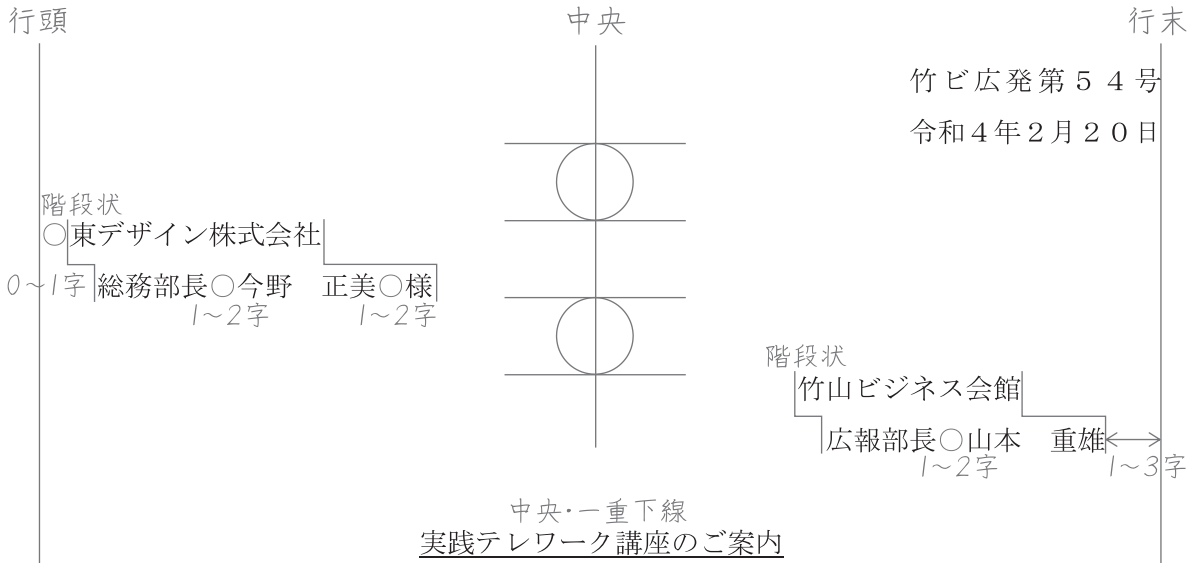 行頭 中央 行末
竹ビ広発第５４号
令和４年２月２０日
階段状
○東デザイン株式会社
0～1字 総務部長○今野　正美○様
1～2字 1～2字
階段状
竹山ビジネス会館
広報部長○山本　重雄
1～2字 1～3字
中央・一重下線
実践テレワーク講座のご案内